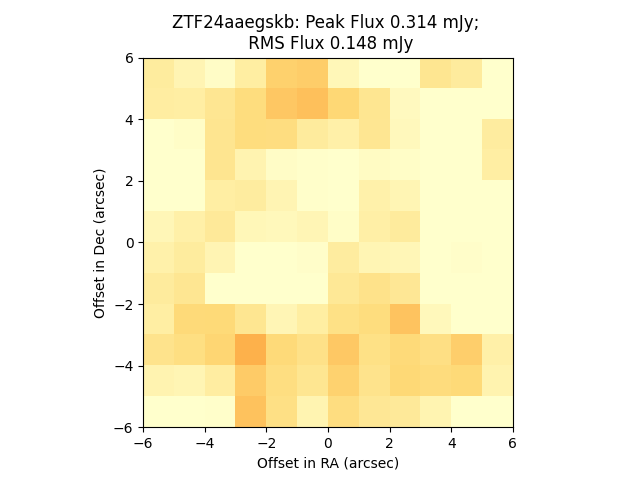 ZTF24aaegskb: Peak Flux 0.314 mJy;
RMS Flux 0.148 mJy
6
4
2
0
−2
−4
−6
Offset in Dec (arcsec)
−6 −4 −2 0 2 4 6
Offset in RA (arcsec)